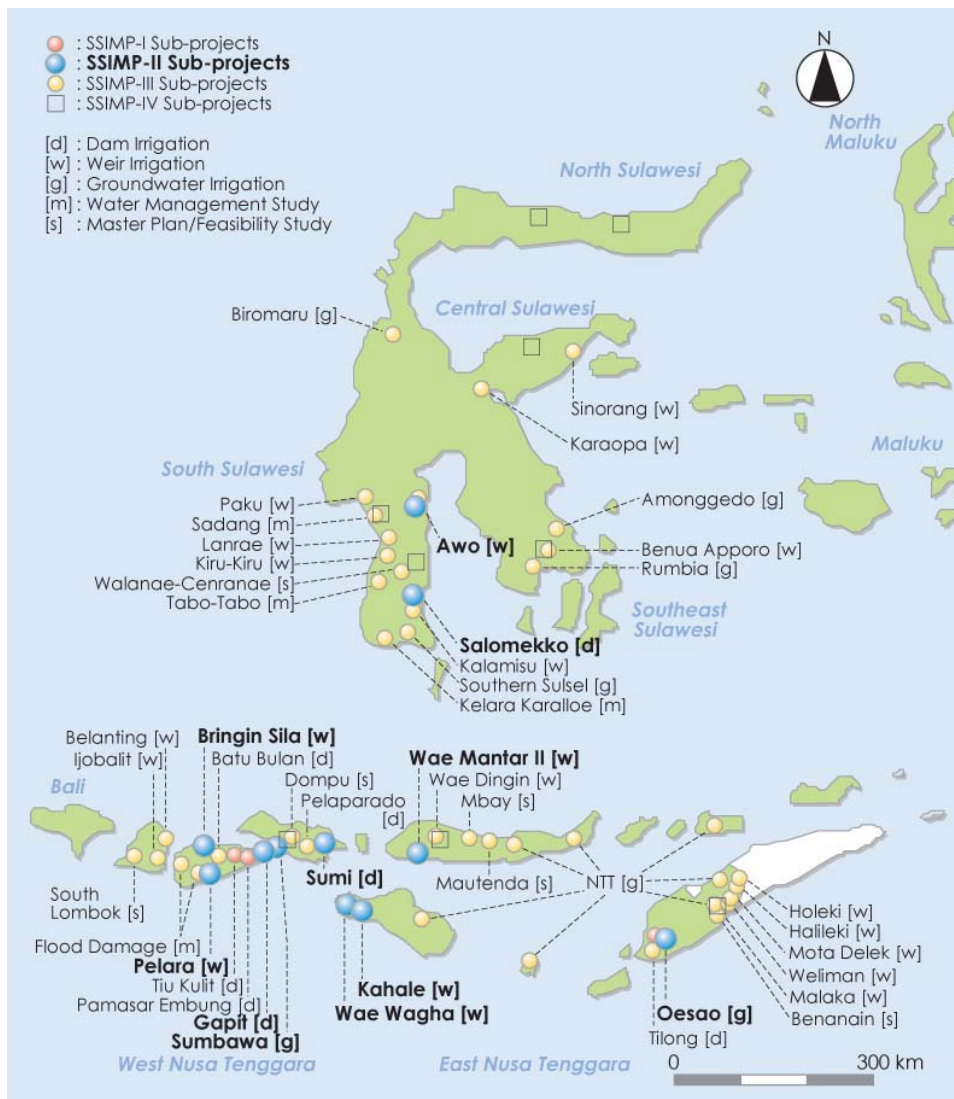 : SSIMP-I Sub-projects
: SSIMP-II Sub-projects
: SSIMP-III Sub-projects
: SSIMP-IV Sub-projects
[d] : Dam Irrigation
[w] : Weir Irrigation
[g] : Groundwater Irrigation
[m] : Water Management Study
[s] : Master Plan/Feasibility Study
N
North
Maluku
North Sulawesi
Central Sulawesi
Biromaru [g]
Sinorang [w]
Karaopa [w]
Maluku
South Sulawesi
Paku [w]
Sadang [m]
Lanrae [w]
Kiru-Kiru [w]
Walanae-Cenranae [s]
Tabo-Tabo [m]
Awo [w]
Amonggedo [g]
Benua Apporo [w]
Rumbia [g]
Southeast
Sulawesi
Salomekko [d]
Kalamisu [w]
Southern Sulsel [g]
Kelara Karalloe [m]
Belanting [w]
Ijobalit [w]
Bringin Sila [w]
Batu Bulan [d]
Dompu [s]
Pelaparado
[d]
Wae Mantar II [w]
Wae Dingin [w]
Mbay [s]
Bali
South
Lombok [s]
Flood Damage [m]
Pelara [w]
Tiu Kulit [d]
Pamasar Embung [d]
Gapit [d]
Sumbawa [g]
West Nusa Tenggara
Sumi [d]
Mautenda [s]
NTT [g]
Kahale [w]
Wae Wagha [w]
East Nusa Tenggara
Holeki [w]
Halileki [w]
Mota Delek [w]
Weliman [w]
Malaka [w]
Benanain [s]
Oesao [g]
Tilong [d]
0 300 km